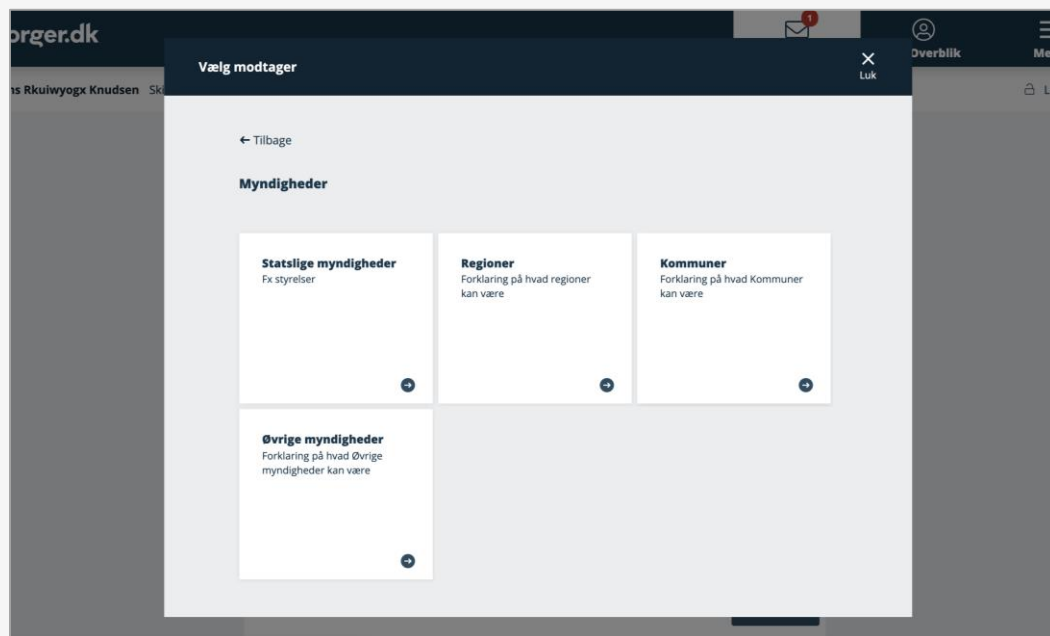 orger.dk
1
Overblik
Me
ns Rkuiwyogx Knudsen Ski
L
Vælg modtager
Luk
← Tilbage
Myndigheder
Statslige myndigheder
Fx styrelser
Regioner
Forklaring på hvad regioner
kan være
Kommuner
Forklaring på hvad Kommuner
kan være
Øvrige myndigheder
Forklaring på hvad Øvrige
myndigheder kan være